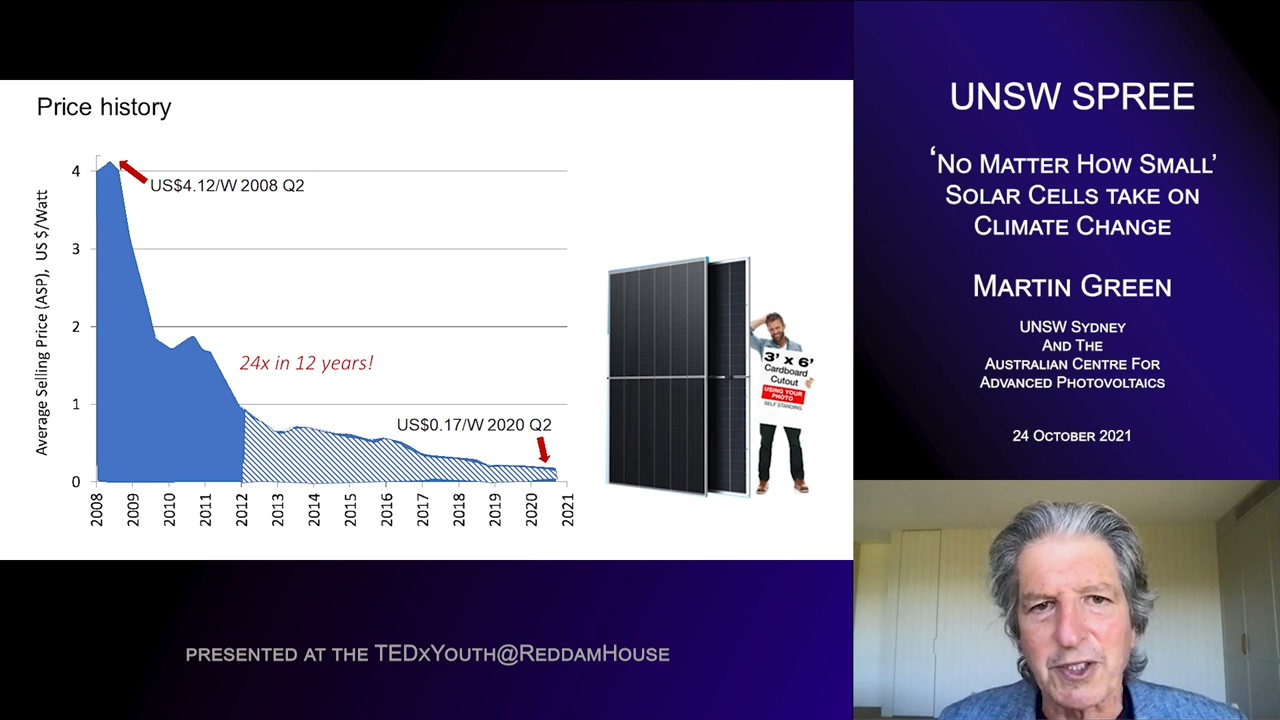 Price history
Average Selling Price (ASP), US $/Watt
4
3
2
1
0
US$4.12/W 2008 Q2
24x in 12 years!
US$0.17/W 2020 Q2
2008
2009
2010
2011
2012
2013
2014
2015
2016
2017
2018
2019
2020
2021
3' x 6'
Cardboard
Cutout
USING YOUR
PHOTO
SELF STANDING
UNSW SPREE
‘NO MATTER HOW SMALL’
SOLAR CELLS TAKE ON
CLIMATE CHANGE
MARTIN GREEN
UNSW SYDNEY
AND THE
AUSTRALIAN CENTRE FOR
ADVANCED PHOTOVOLTAICS
24 OCTOBER 2021
PRESENTED AT THE TEDXYOUTH@REDDAMHOUSE